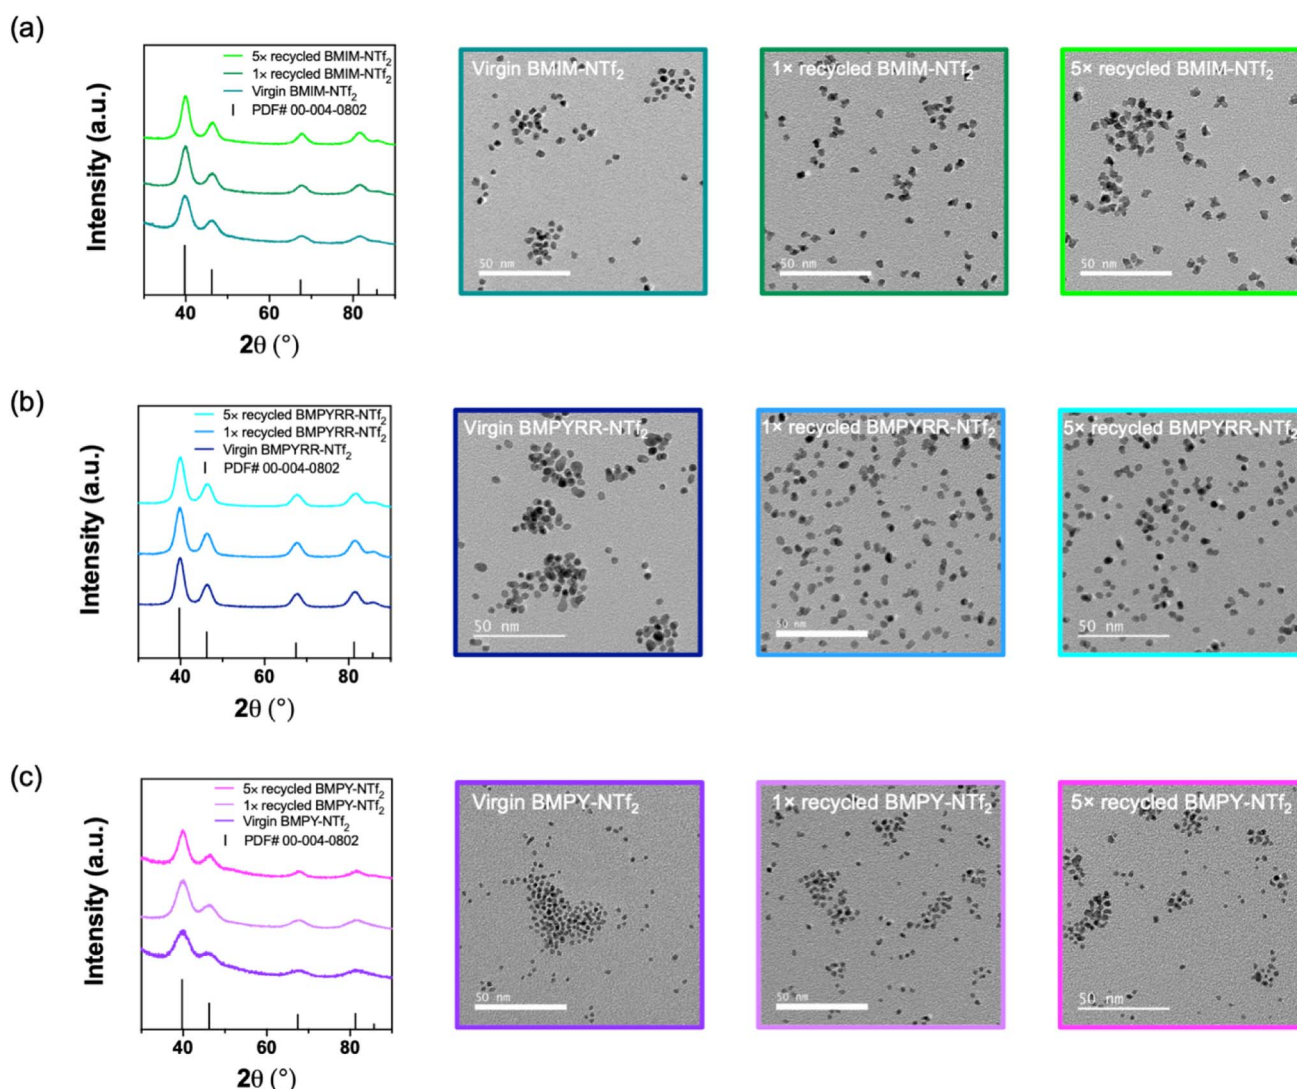 (a)
Intensity (a.u.)
5× recycled BMIM-NTf2
1× recycled BMIM-NTf2
Virgin BMIM-NTf2
PDF# 00-004-0802
40 60 80
2θ (°)
Virgin BMIM-NTf2
50 nm
1× recycled BMIM-NTf2
50 nm
5× recycled BMIM-NTf2
50 nm
(b)
Intensity (a.u.)
5× recycled BMPYRR-NTf2
1× recycled BMPYRR-NTf2
Virgin BMPYRR-NTf2
PDF# 00-004-0802
40 60 80
2θ (°)
Virgin BMPYRR-NTf2
50 nm
1× recycled BMPYRR-NTf2
50 nm
5× recycled BMPYRR-NTf2
50 nm
(c)
Intensity (a.u.)
5× recycled BMPY-NTf2
1× recycled BMPY-NTf2
Virgin BMPY-NTf2
PDF# 00-004-0802
40 60 80
2θ (°)
Virgin BMPY-NTf2
50 nm
1× recycled BMPY-NTf2
50 nm
5× recycled BMPY-NTf2
50 nm